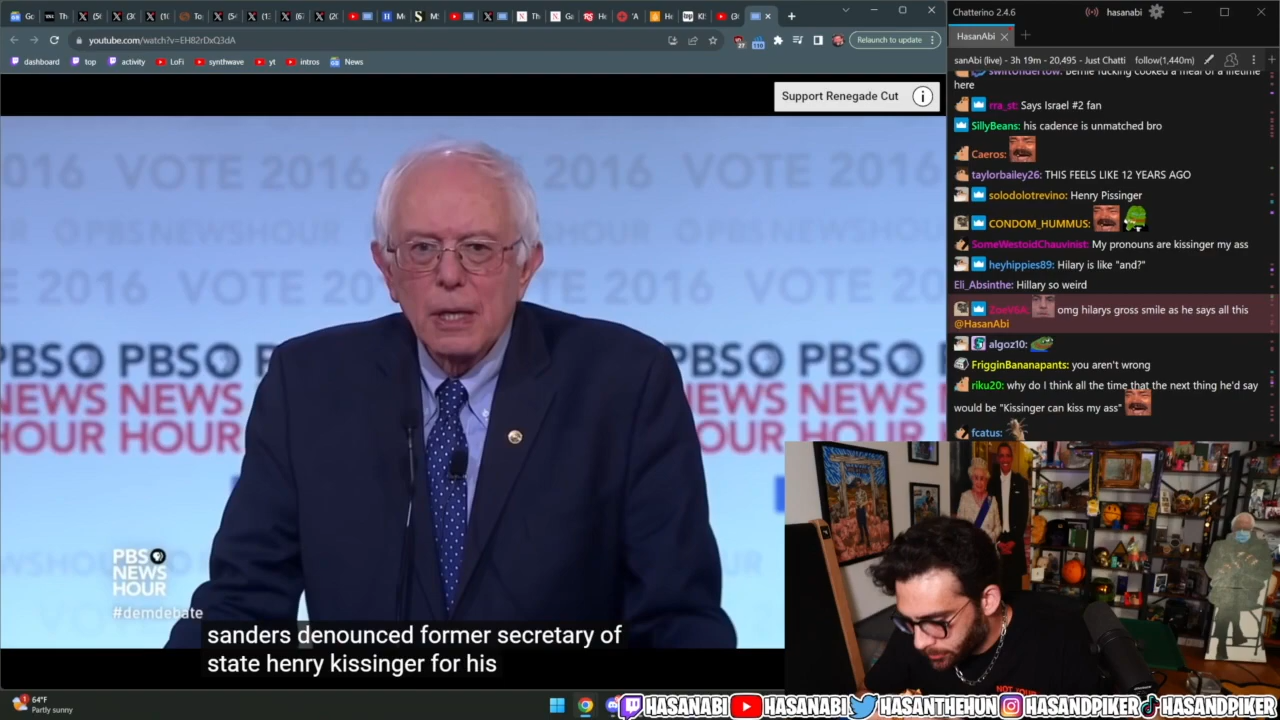 youtube.com/watch?v=EH82rDxQ3dA
Relaunch to update
dashboard
top
activity
LoFi
synthwave
yt
intros
News
Support Renegade Cut
VOTE 2016
PBS NEWS HOUR
PBS
NEWS
HOUR
#demdebate
sanders denounced former secretary of
state henry kissinger for his
64°F
Partly sunny
Chatterino 2.4.6
hasanabi
HasanAbi
sanAbi (live) - 3h 19m - 20,495 - Just Chatti
follow(1,440m)
swiftundertow: Bernie fucking cooked a meal of a lifetime
here
rra_st: Says Israel #2 fan
SillyBeans: his cadence is unmatched bro
Caeros:
taylorbailey26: THIS FEELS LIKE 12 YEARS AGO
solodolotrevino: Henry Pissinger
CONDOM_HUMMUS:
SomeWestoidChauvinist: My pronouns are kissinger my ass
heyhippies89: Hilary is like "and?"
Eli_Absinthe: Hillary so weird
ZoeV6A: omg hilarys gross smile as he says all this
@HasanAbi
algoz10:
FrigginBananapants: you aren't wrong
riku20: why do I think all the time that the next thing he'd say
would be "Kissinger can kiss my ass"
fcatus:
HASANABI
HASANABI
HASANTHEHUN
HASANDPIKER
HASANDPIKER